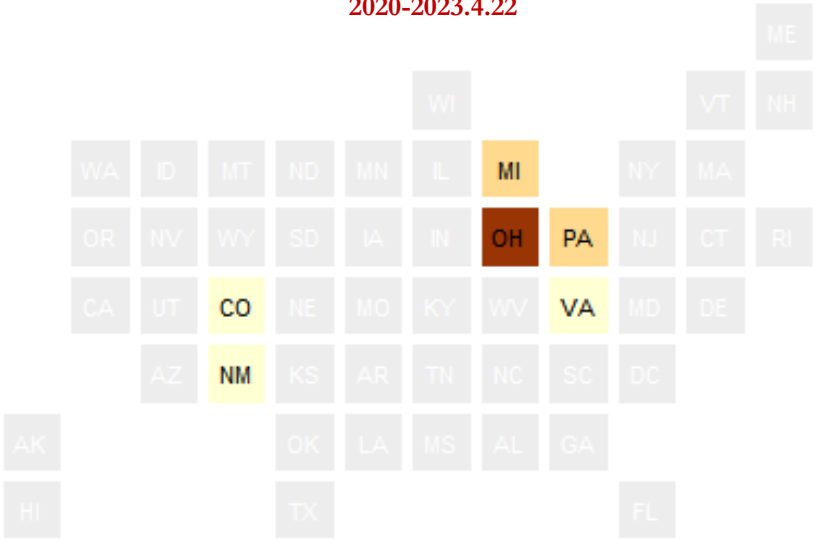 2020-2023.4.22
ME
WI VT NH
WA ID MT ND MN IL MI NY MA
OR NV WY SD IA IN OH PA NJ CT RI
CA UT CO NE MO KY WV VA MD DE
AZ NM KS AR TN NC SC DC
AK OK LA MS AL GA
HI TX FL